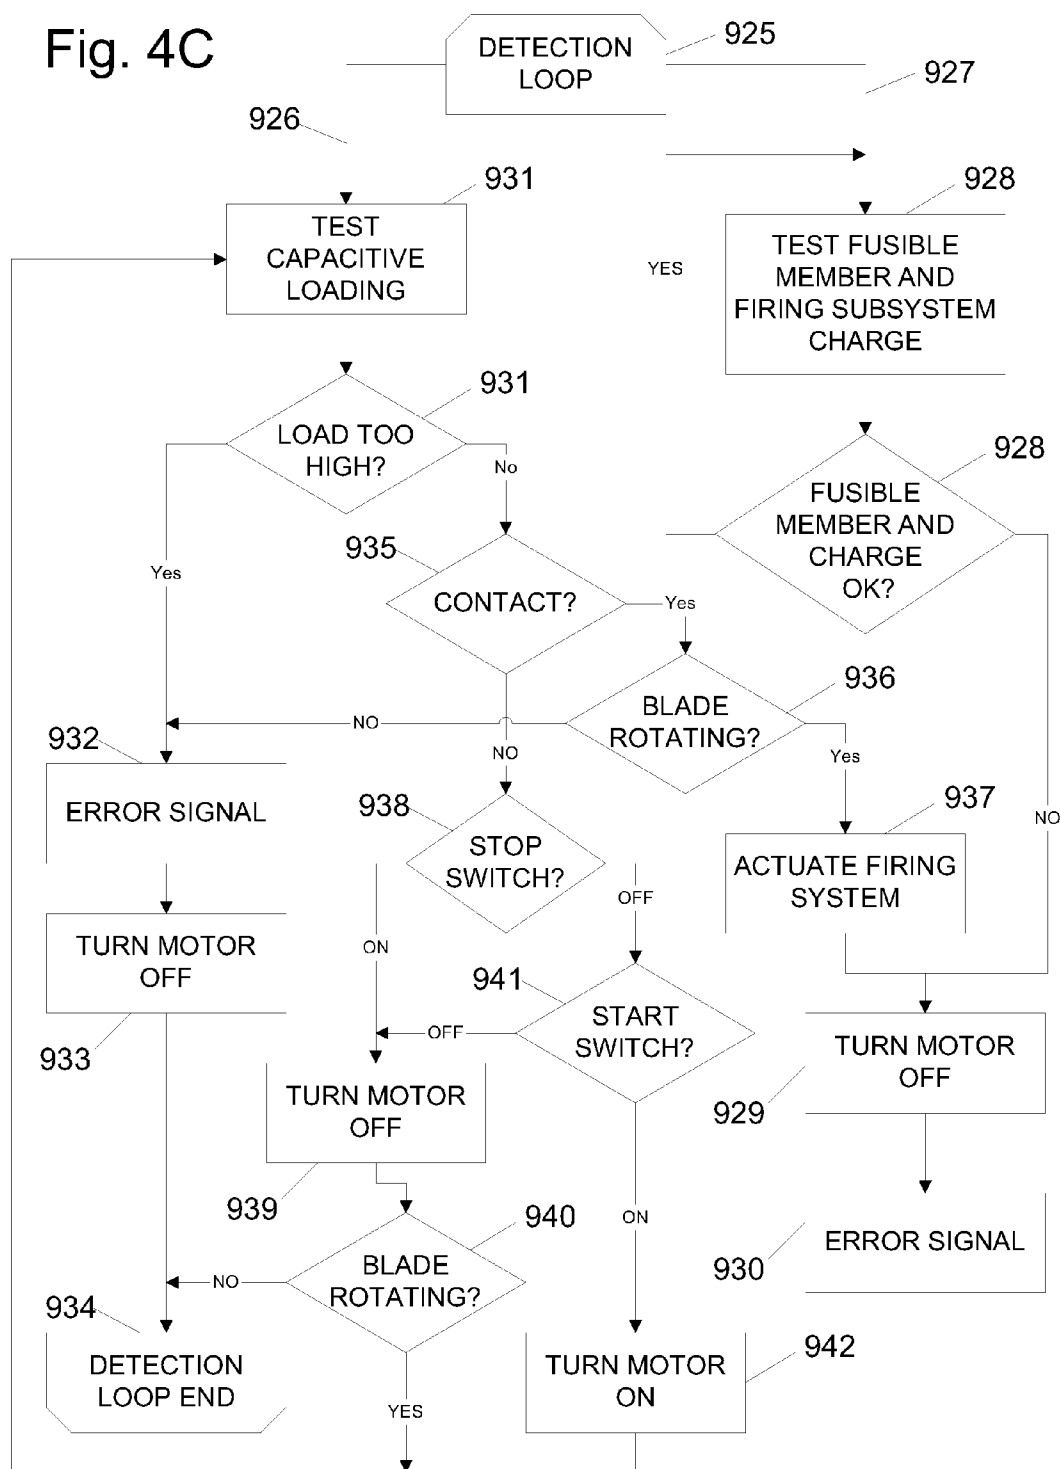 Fig. 4C
DETECTION
LOOP
925
927
926
931
TEST
CAPACITIVE
LOADING
928
TEST FUSIBLE
MEMBER AND
FIRING SUBSYSTEM
CHARGE
YES
931
LOAD TOO
HIGH?
No
Yes
928
FUSIBLE
MEMBER AND
CHARGE
OK?
935
CONTACT?
Yes
936
BLADE
ROTATING?
NO
NO
Yes
932
ERROR SIGNAL
938
STOP
SWITCH?
937
ACTUATE FIRING
SYSTEM
NO
OFF
ON
TURN MOTOR
OFF
933
941
START
SWITCH?
OFF
TURN MOTOR
OFF
929
TURN MOTOR
OFF
939
ON
940
BLADE
ROTATING?
NO
ERROR SIGNAL
930
934
DETECTION
LOOP END
YES
TURN MOTOR
ON
942